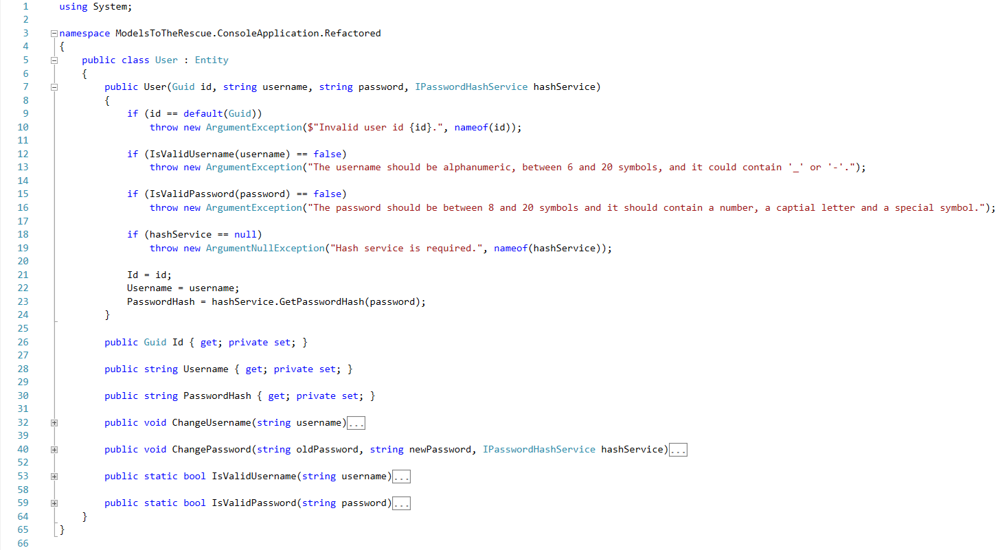 1 using System;
2
3 namespace ModelsToTheRescue.ConsoleApplication.Refactored
4 {
5 public class User : Entity
6 {
7 public User(Guid id, string username, string password, IPasswordHashService hashService)
8 {
9 if (id == default(Guid))
10 throw new ArgumentException($"Invalid user id {id}.", nameof(id));
11
12 if (IsValidUsername(username) == false)
13 throw new ArgumentException("The username should be alphanumeric, between 6 and 20 symbols, and it could contain '_' or '-'.");
14
15 if (IsValidPassword(password) == false)
16 throw new ArgumentException("The password should be between 8 and 20 symbols and it should contain a number, a captial letter and a special symbol.");
17
18 if (hashService == null)
19 throw new ArgumentNullException("Hash service is required.", nameof(hashService));
20
21 Id = id;
22 Username = username;
23 PasswordHash = hashService.GetPasswordHash(password);
24 }
25
26 public Guid Id { get; private set; }
27
28 public string Username { get; private set; }
29
30 public string PasswordHash { get; private set; }
31
32 public void ChangeUsername(string username)...
39
40 public void ChangePassword(string oldPassword, string newPassword, IPasswordHashService hashService)...
52
53 public static bool IsValidUsername(string username)...
58
59 public static bool IsValidPassword(string password)...
64 }
65 }
66